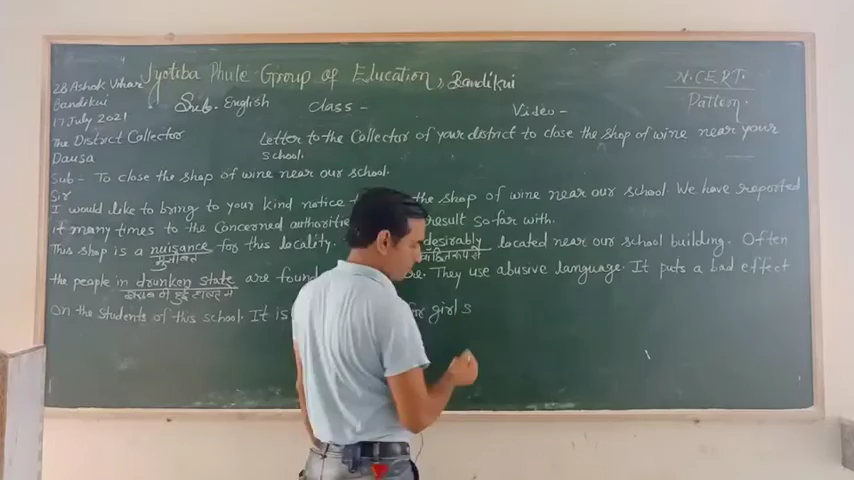 Jyotiba Phule Group of Education, Bandikui
N.C.E.R.T.
Pattern
28 Ashok Vihar
Bandikui
17 July 2021
Sub. English Class - Video -
The District Collector
Dausa
Letter to the Collector of your district to close the shop of wine near your
school.
Sub - To close the shop of wine near our school.
Sir
I would like to bring to your kind notice the shop of wine near our school. We have reported
it many times to the Concerned authorities result so far with.
This shop is a nuisance for this locality. desirably located near our school building. Often
मुसीबत
the people in drunken state are found They use abusive language. It puts a bad effect
on the students of this school. It is for girls